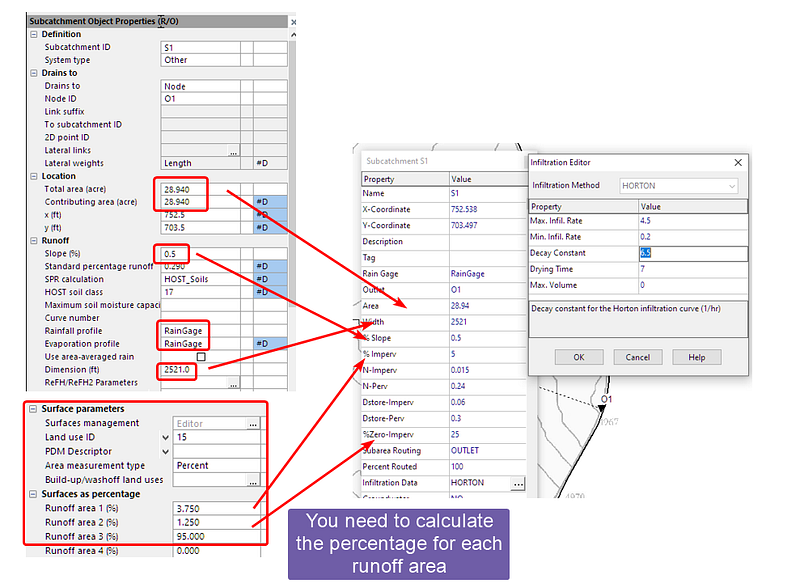 Subcatchment Object Properties (R/O)
Definition
Subcatchment ID S1
System type Other
Drains to
Drains to Node
Node ID O1
Link suffix
To subcatchment ID
2D point ID
Lateral links ...
Lateral weights Length #D
Location
Total area (acre) 28.940
Contributing area (acre) 28.940 #D
x (ft) 752.5 #D
y (ft) 703.5 #D
Runoff
Slope (%) 0.5
Standard percentage runoff 0.290 #D
SPR calculation HOST_Soils #D
HOST soil class 17 #D
Maximum soil moisture capaci
Curve number
Rainfall profile RainGage
Evaporation profile RainGage #D
Use area-averaged rain
Dimension (ft) 2521.0
ReFH/ReFH2 Parameters ...
Surface parameters
Surfaces management Editor ...
Land use ID 15
PDM Descriptor
Area measurement type Percent
Build-up/washoff land uses ...
Surfaces as percentage
Runoff area 1 (%) 3.750
Runoff area 2 (%) 1.250
Runoff area 3 (%) 95.000
Runoff area 4 (%) 0.000
Subcatchment S1
Property Value
Name S1
X-Coordinate 752.538
Y-Coordinate 703.497
Description
Tag
Rain Gage RainGage
Outlet O1
Area 28.94
Width 2521
% Slope 0.5
% Imperv 5
N-Imperv 0.015
N-Perv 0.24
Dstore-Imperv 0.06
Dstore-Perv 0.3
%Zero-Imperv 25
Subarea Routing OUTLET
Percent Routed 100
Infiltration Data HORTON ...
Groundwater NO
Infiltration Editor
Infiltration Method HORTON
Property Value
Max. Infil. Rate 4.5
Min. Infil. Rate 0.2
Decay Constant 6.5
Drying Time 7
Max. Volume 0
Decay constant for the Horton infiltration curve (1/hr)
OK Cancel Help
O1
4967
4970
You need to calculate
the percentage for each
runoff area